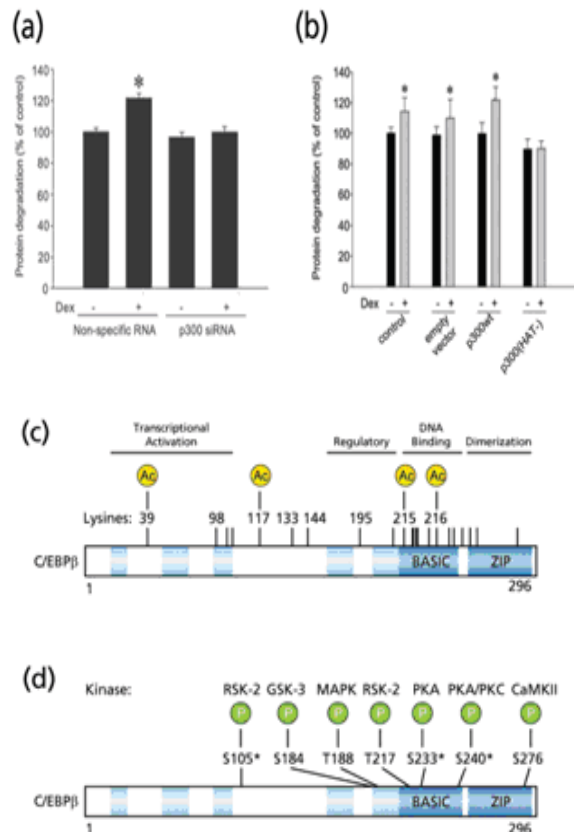 (a)
Protein degradation (% of control)
140
120
100
80
60
40
20
0
*
Dex - + - +
Non-specific RNA p300 siRNA
(b)
Protein degradation (% of control)
140
120
100
80
60
40
20
0
* * *
Dex - + - + - + - +
control
empty
vector
p300wt
p300(HAT-)
(c)
Transcriptional
Activation
Regulatory
DNA
Binding
Dimerization
Ac Ac Ac Ac
Lysines: 39 98 117 133 144 195 215 216
C/EBPβ BASIC ZIP
1 296
(d)
Kinase: RSK-2 GSK-3 MAPK RSK-2 PKA PKA/PKC CaMKII
P P P P P P P
S105* S184 T188 T217 S233* S240* S276
C/EBPβ BASIC ZIP
1 296